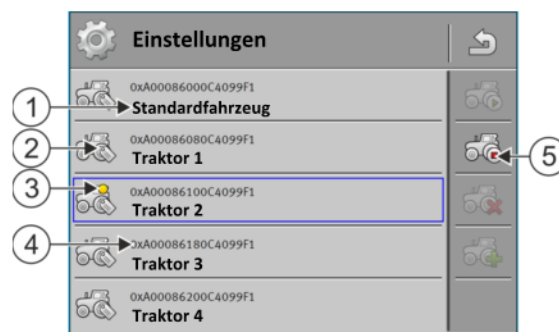 Einstellungen
0xA00086000C4099F1
1
Standardfahrzeug
0xA00086080C4099F1
2
Traktor 1
5
3
0xA00086100C4099F1
Traktor 2
4
0xA00086180C4099F1
Traktor 3
0xA00086200C4099F1
Traktor 4